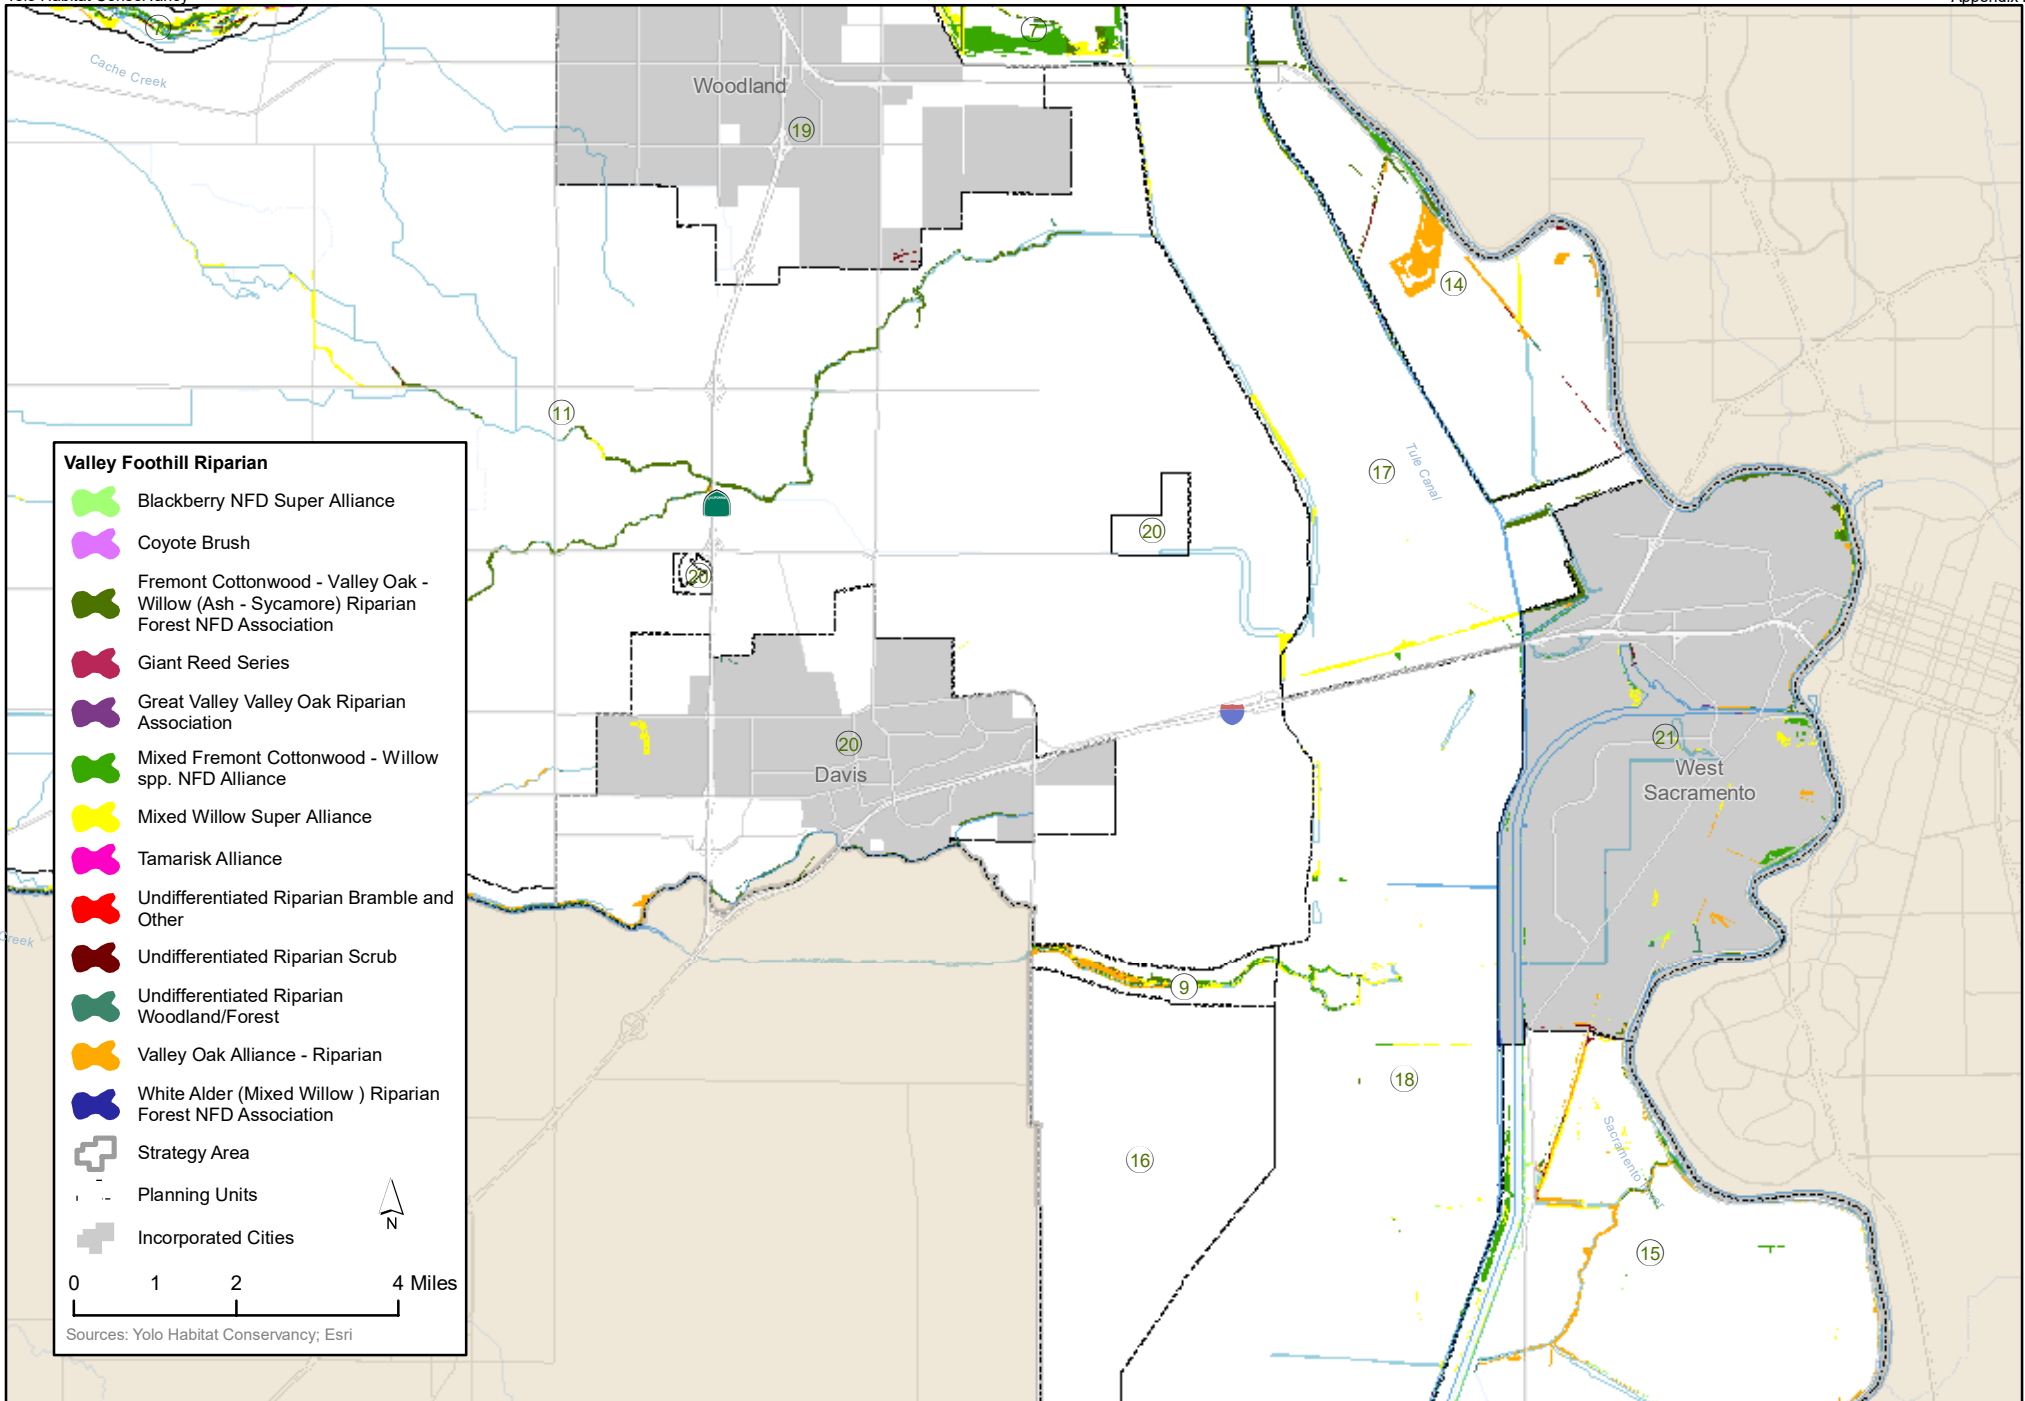 Cache Creek
7
7
Woodland
19
14
11
17
Tule Canal
20
20
20
Davis
21
West
Sacramento
9
18
16
Sacramento River
15
Creek
Valley Foothill Riparian
Blackberry NFD Super Alliance
Coyote Brush
Fremont Cottonwood - Valley Oak -
Willow (Ash - Sycamore) Riparian
Forest NFD Association
Giant Reed Series
Great Valley Valley Oak Riparian
Association
Mixed Fremont Cottonwood - Willow
spp. NFD Alliance
Mixed Willow Super Alliance
Tamarisk Alliance
Undifferentiated Riparian Bramble and
Other
Undifferentiated Riparian Scrub
Undifferentiated Riparian
Woodland/Forest
Valley Oak Alliance - Riparian
White Alder (Mixed Willow ) Riparian
Forest NFD Association
Strategy Area
Planning Units
N
Incorporated Cities
0 1 2 4 Miles
Sources: Yolo Habitat Conservancy; Esri